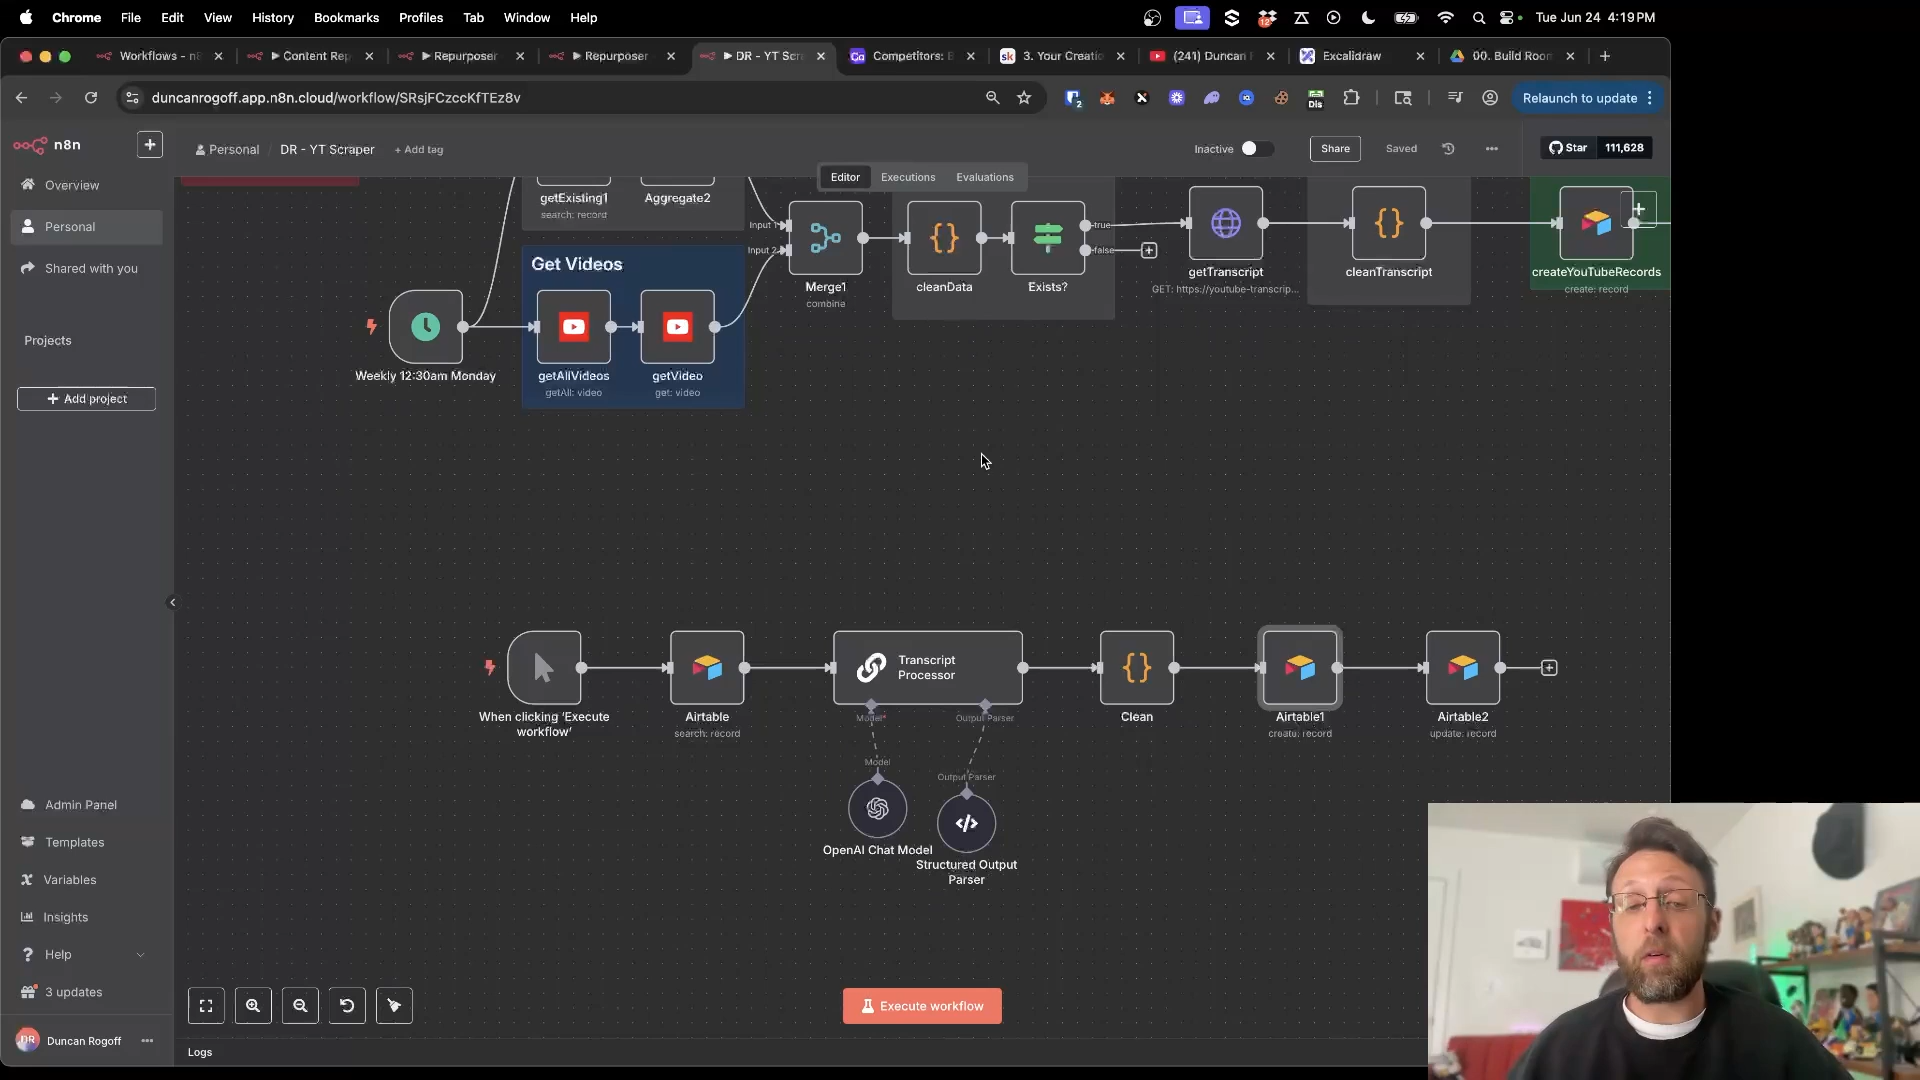 Chrome File Edit View History Bookmarks Profiles Tab Window Help
12
Tue Jun 24 4:19 PM
Workflows - n8
▶ Content Rep
▶ Repurposer
▶ Repurposer
▶ DR - YT Scr
Competitors: B
3. Your Creatio
(241) Duncan
Excalidraw
00. Build Room
duncanrogoff.app.n8n.cloud/workflow/SRsjFCzccKfTEz8v
2
Dis
Relaunch to update
n8n
Overview
Personal
Shared with you
Projects
Add project
Admin Panel
Templates
Variables
Insights
Help
3 updates
DR
Duncan Rogoff
Personal / DR - YT Scraper + Add tag
Inactive
Share
Saved
Star 111,628
Editor Executions Evaluations
getExisting1
search: record
Aggregate2
Get Videos
Weekly 12:30am Monday
getAllVideos
getAll: video
getVideo
get: video
Input 1
Input 2
Merge1
combine
cleanData
Exists?
true
false
getTranscript
GET: https://youtube-transcrip...
cleanTranscript
createYouTubeRecords
create: record
When clicking ‘Execute
workflow’
Airtable
search: record
Transcript
Processor
Model*
Output Parser
Model
Output Parser
OpenAI Chat Model
Structured Output
Parser
Clean
Airtable1
create: record
Airtable2
update: record
Execute workflow
Logs